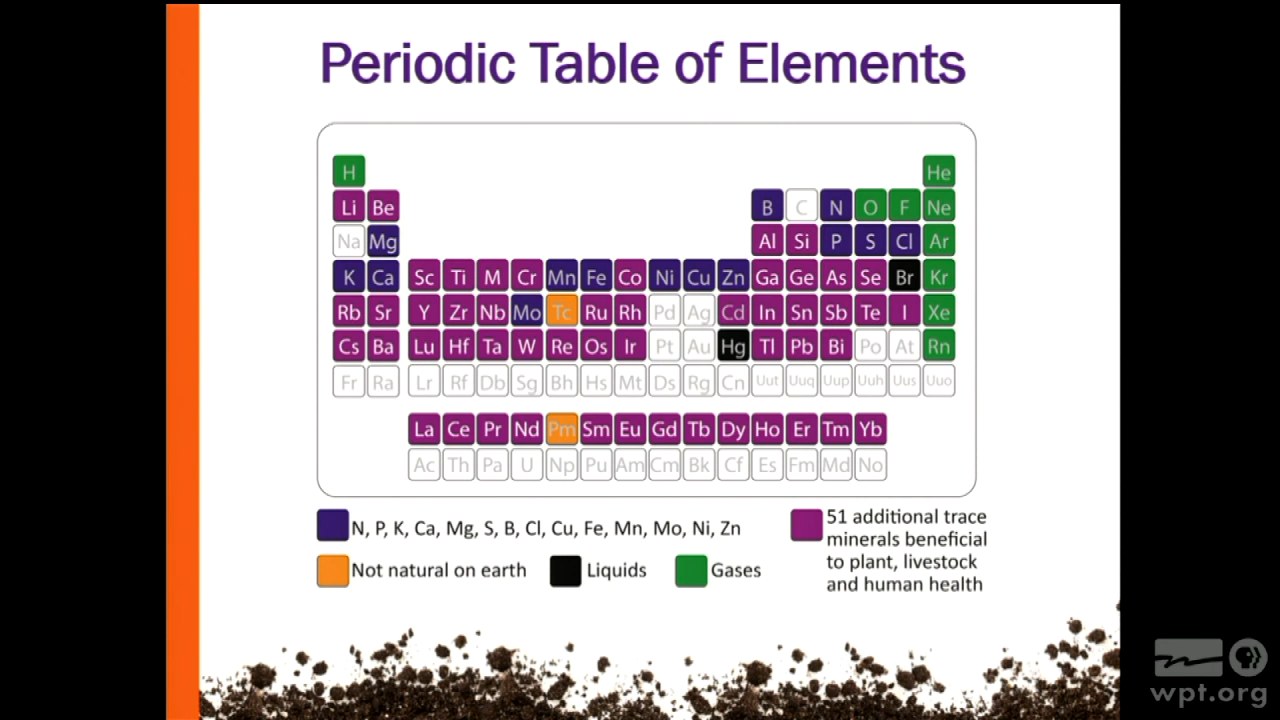 Periodic Table of Elements
H He
Li Be B C N O F Ne
Na Mg Al Si P S Cl Ar
K Ca Sc Ti M Cr Mn Fe Co Ni Cu Zn Ga Ge As Se Br Kr
Rb Sr Y Zr Nb Mo Tc Ru Rh Pd Ag Cd In Sn Sb Te I Xe
Cs Ba Lu Hf Ta W Re Os Ir Pt Au Hg Tl Pb Bi Po At Rn
Fr Ra Lr Rf Db Sg Bh Hs Mt Ds Rg Cn Uut Uuq Uup Uuh Uus Uuo
La Ce Pr Nd Pm Sm Eu Gd Tb Dy Ho Er Tm Yb
Ac Th Pa U Np Pu Am Cm Bk Cf Es Fm Md No
N, P, K, Ca, Mg, S, B, Cl, Cu, Fe, Mn, Mo, Ni, Zn
Not natural on earth
Liquids
Gases
51 additional trace
minerals beneficial
to plant, livestock
and human health
wpt.org